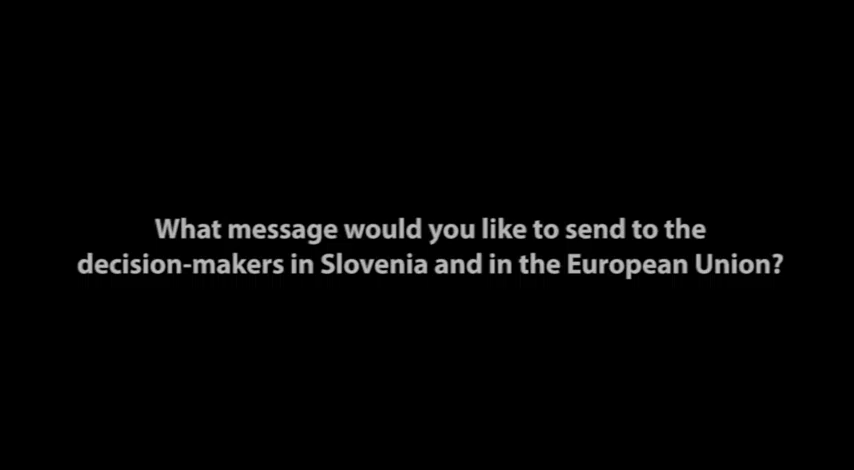 What message would you like to send to the
decision-makers in Slovenia and in the European Union?